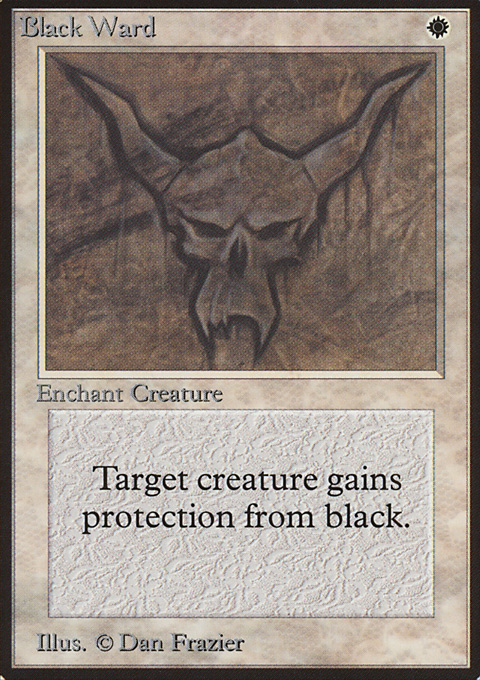 Black Ward
Enchant Creature
Target creature gains
protection from black.
Illus. © Dan Frazier